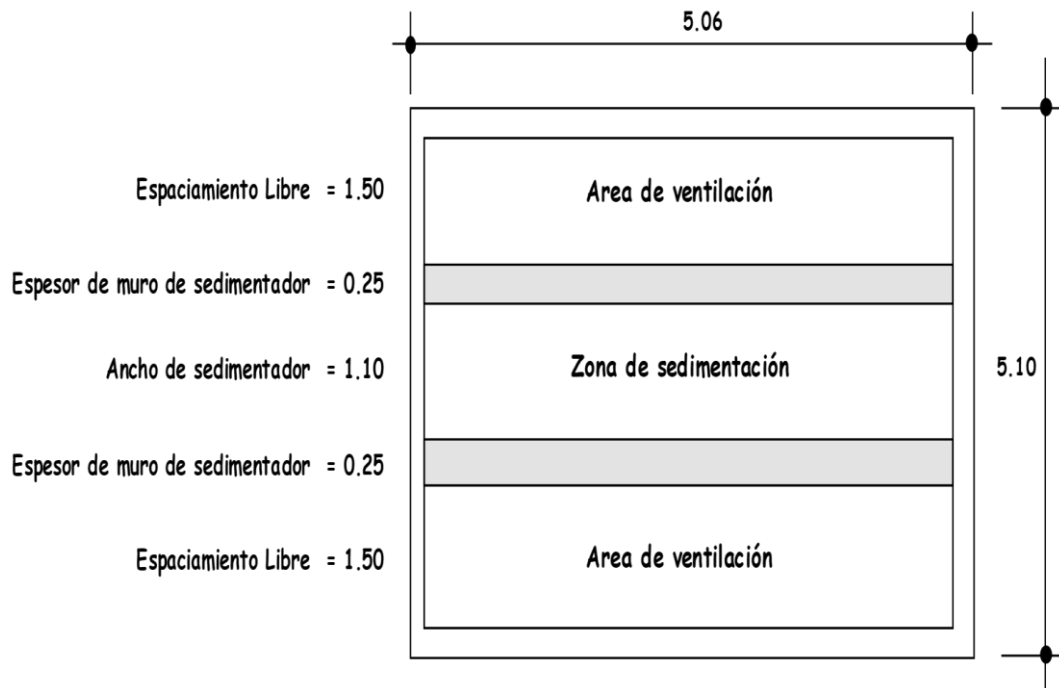 5.06
Espaciamiento Libre = 1.50
Area de ventilación
Espesor de muro de sedimentador = 0.25
Ancho de sedimentador = 1.10
Zona de sedimentación
5.10
Espesor de muro de sedimentador = 0.25
Espaciamiento Libre = 1.50
Area de ventilación